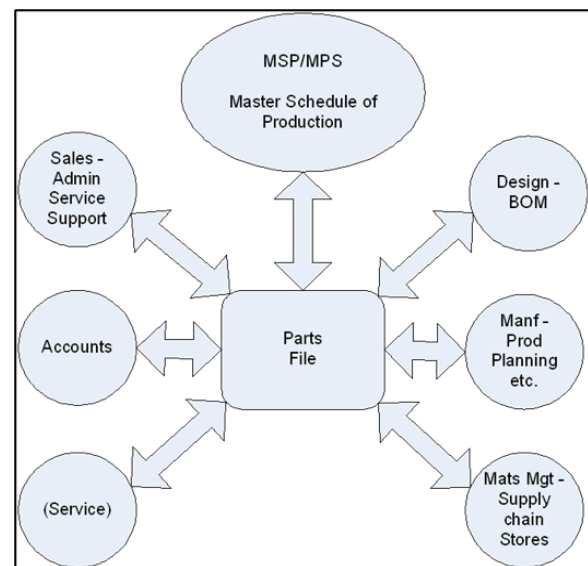 MSP/MPS
Master Schedule of
Production
Sales -
Admin
Service
Support
Design -
BOM
Accounts
Parts
File
Manf -
Prod
Planning
etc.
(Service)
Mats Mgt -
Supply
chain
Stores